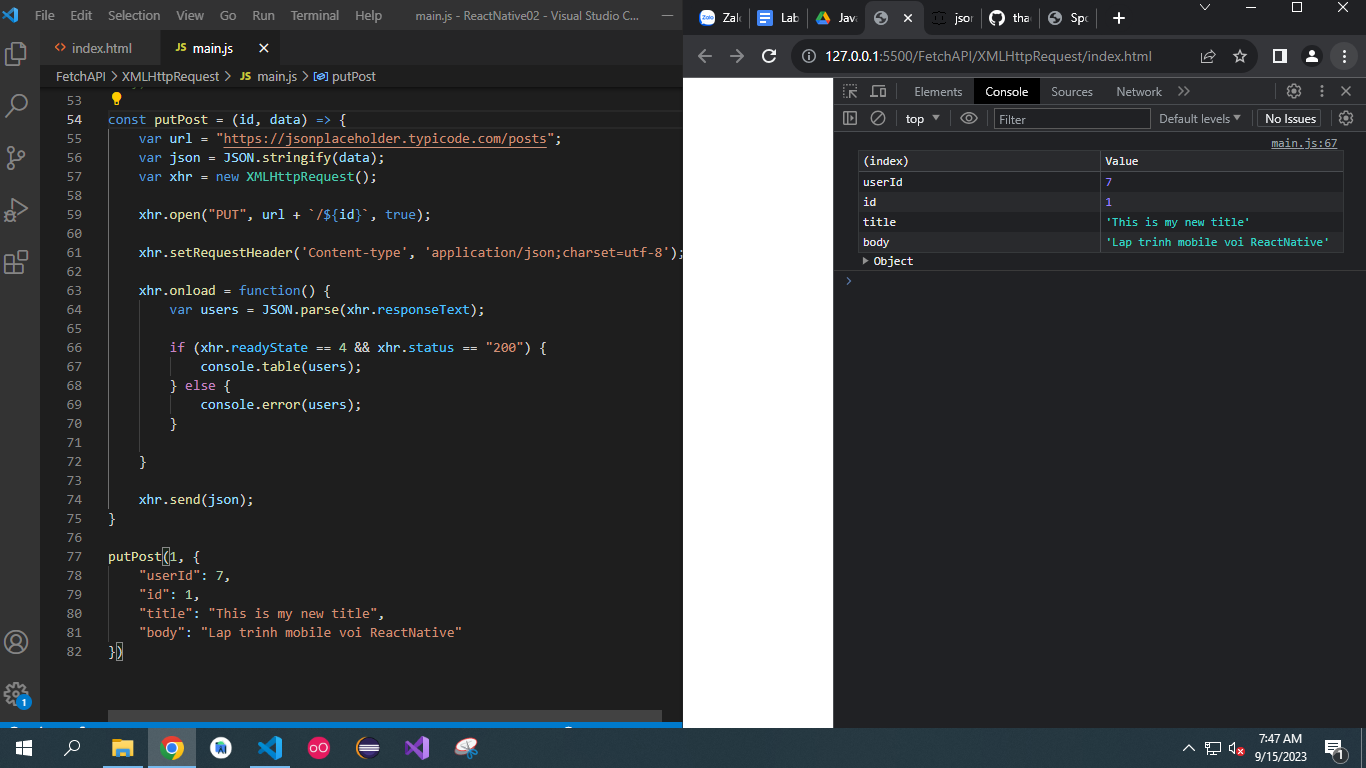 File Edit Selection View Go Run Terminal Help main.js - ReactNative02 - Visual Studio C...
index.html JS main.js
FetchAPI > XMLHttpRequest > JS main.js > putPost
53
54 const putPost = (id, data) => {
55 var url = "https://jsonplaceholder.typicode.com/posts";
56 var json = JSON.stringify(data);
57 var xhr = new XMLHttpRequest();
58
59 xhr.open("PUT", url + `/${id}`, true);
60
61 xhr.setRequestHeader('Content-type', 'application/json;charset=utf-8');
62
63 xhr.onload = function() {
64 var users = JSON.parse(xhr.responseText);
65
66 if (xhr.readyState == 4 && xhr.status == "200") {
67 console.table(users);
68 } else {
69 console.error(users);
70 }
71
72 }
73
74 xhr.send(json);
75 }
76
77 putPost(1, {
78 "userId": 7,
79 "id": 1,
80 "title": "This is my new title",
81 "body": "Lap trinh mobile voi ReactNative"
82 })
1
Zalo Zal Lab Java jsor tha Spo
127.0.0.1:5500/FetchAPI/XMLHttpRequest/index.html
Elements Console Sources Network
top Filter Default levels No Issues
main.js:67
(index) Value
userId 7
id 1
title 'This is my new title'
body 'Lap trinh mobile voi ReactNative'
Object
7:47 AM
9/15/2023
1